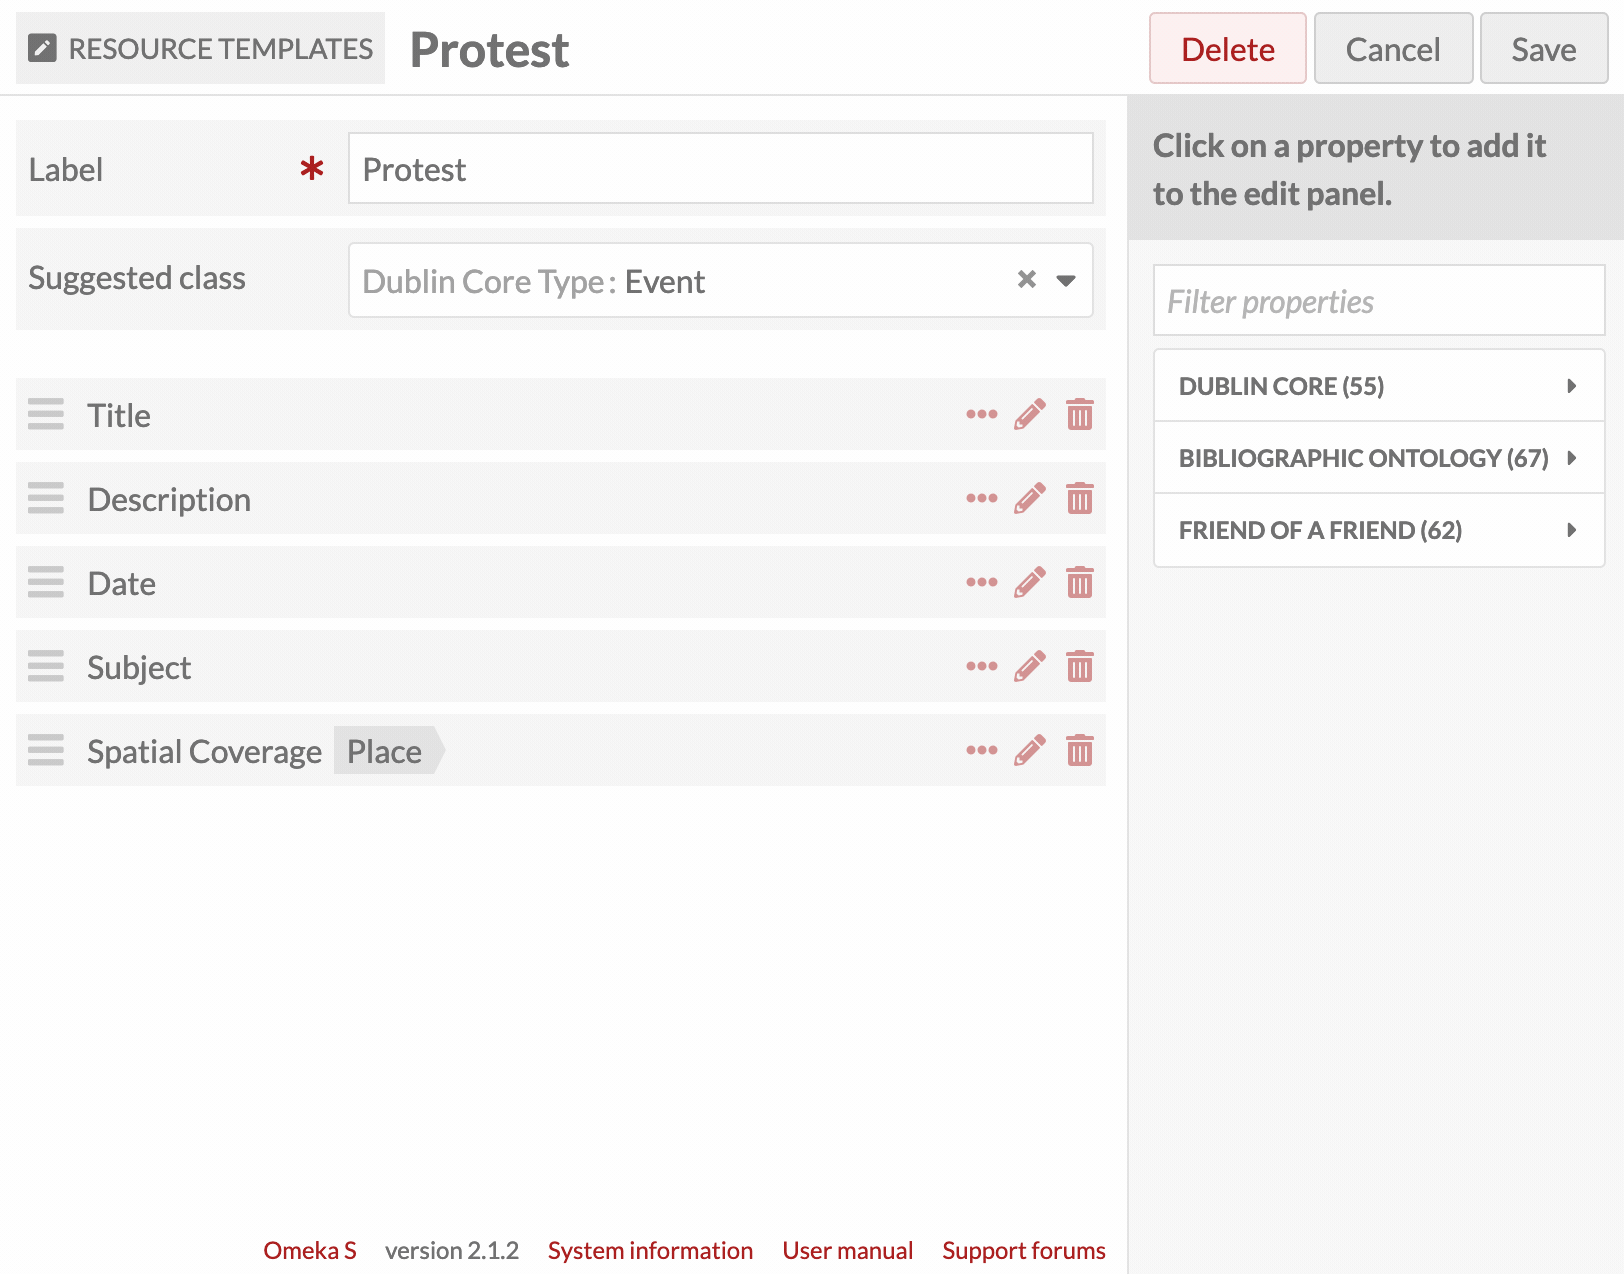 RESOURCE TEMPLATES Protest
Delete Cancel Save
Label * Protest
Suggested class Dublin Core Type: Event
Title
Description
Date
Subject
Spatial Coverage Place
Click on a property to add it
to the edit panel.
Filter properties
DUBLIN CORE (55)
BIBLIOGRAPHIC ONTOLOGY (67)
FRIEND OF A FRIEND (62)
Omeka S version 2.1.2 System information User manual Support forums